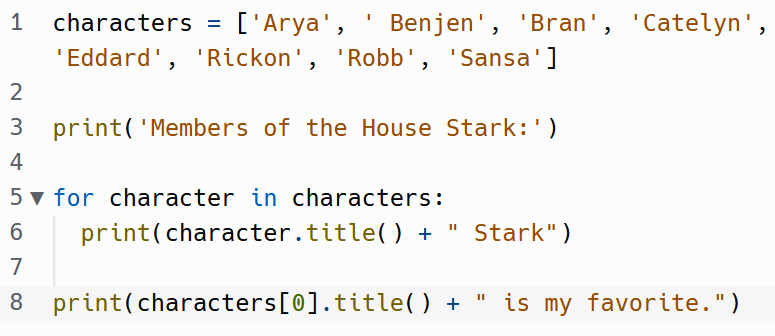 1 characters = ['Arya', ' Benjen', 'Bran', 'Catelyn',
'Eddard', 'Rickon', 'Robb', 'Sansa']
2
3 print('Members of the House Stark:')
4
5 for character in characters:
6   print(character.title() + " Stark")
7
8 print(characters[0].title() + " is my favorite.")